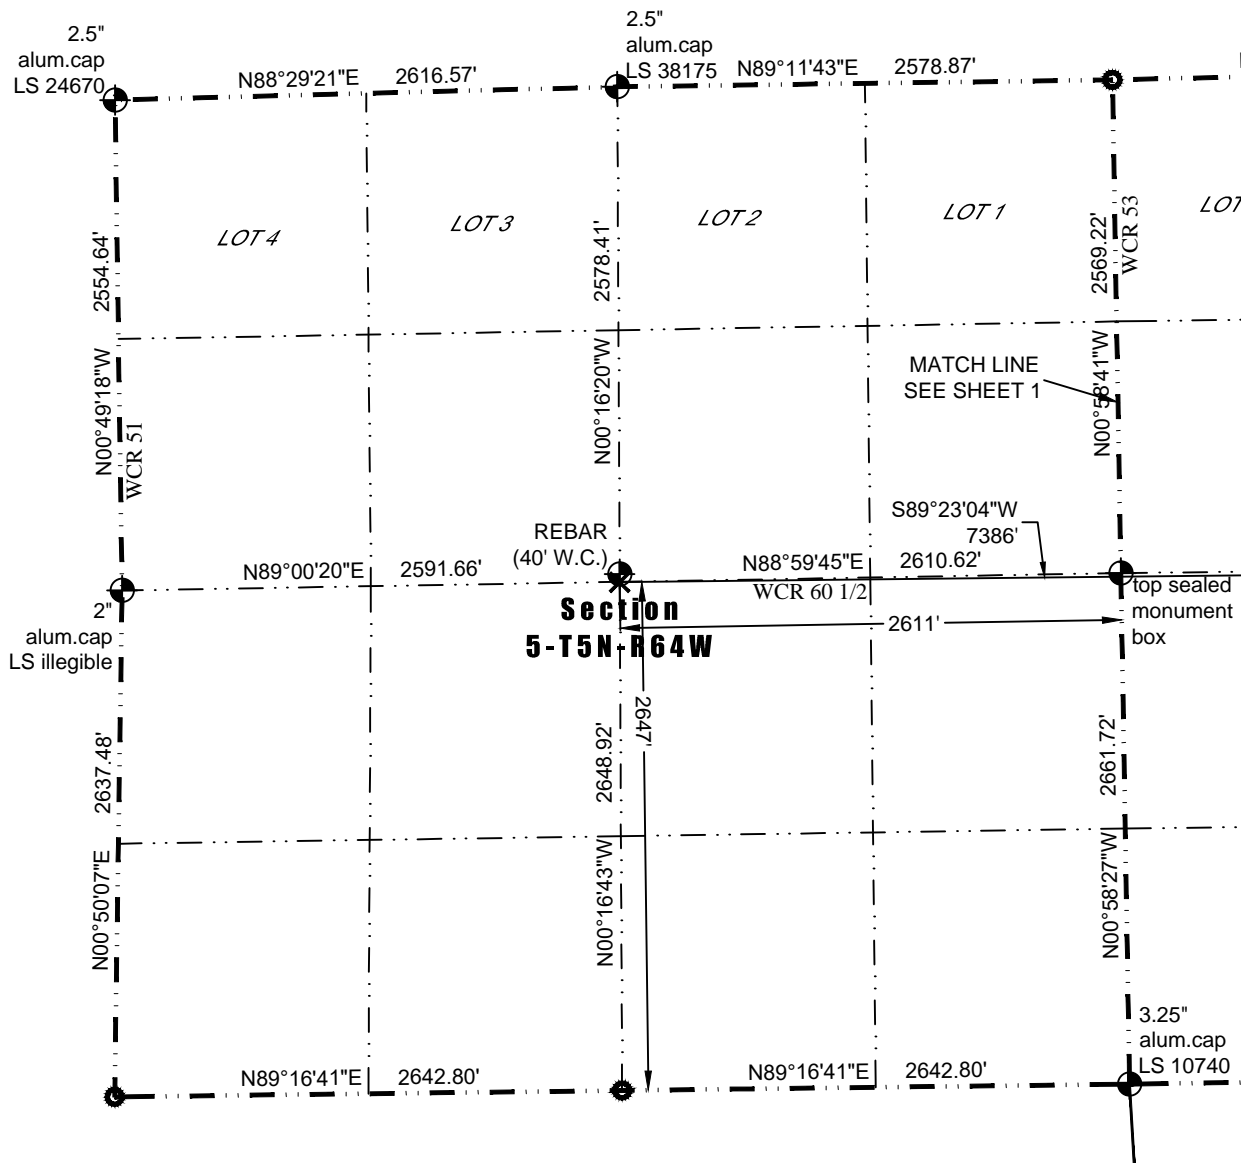 2.5"
alum.cap
LS 24670
N88°29'21"E 2616.57'
2.5"
alum.cap
LS 38175
N89°11'43"E 2578.87'
LOT 4
LOT 3
LOT 2
LOT 1
LOT
2554.64'
N00°49'18"W
WCR 51
2578.41'
N00°16'20"W
2569.22'
N00°58'41"W
WCR 53
MATCH LINE
SEE SHEET 1
S89°23'04"W
7386'
REBAR
(40' W.C.)
N89°00'20"E 2591.66'
N88°59'45"E 2610.62'
WCR 60 1/2
2"
alum.cap
LS illegible
Section
5-T5N-R64W
2611'
top sealed
monument
box
2647'
2637.48'
N00°50'07"E
2648.92'
N00°16'43"W
2661.72'
N00°58'27"W
3.25"
alum.cap
LS 10740
N89°16'41"E 2642.80'
N89°16'41"E 2642.80'